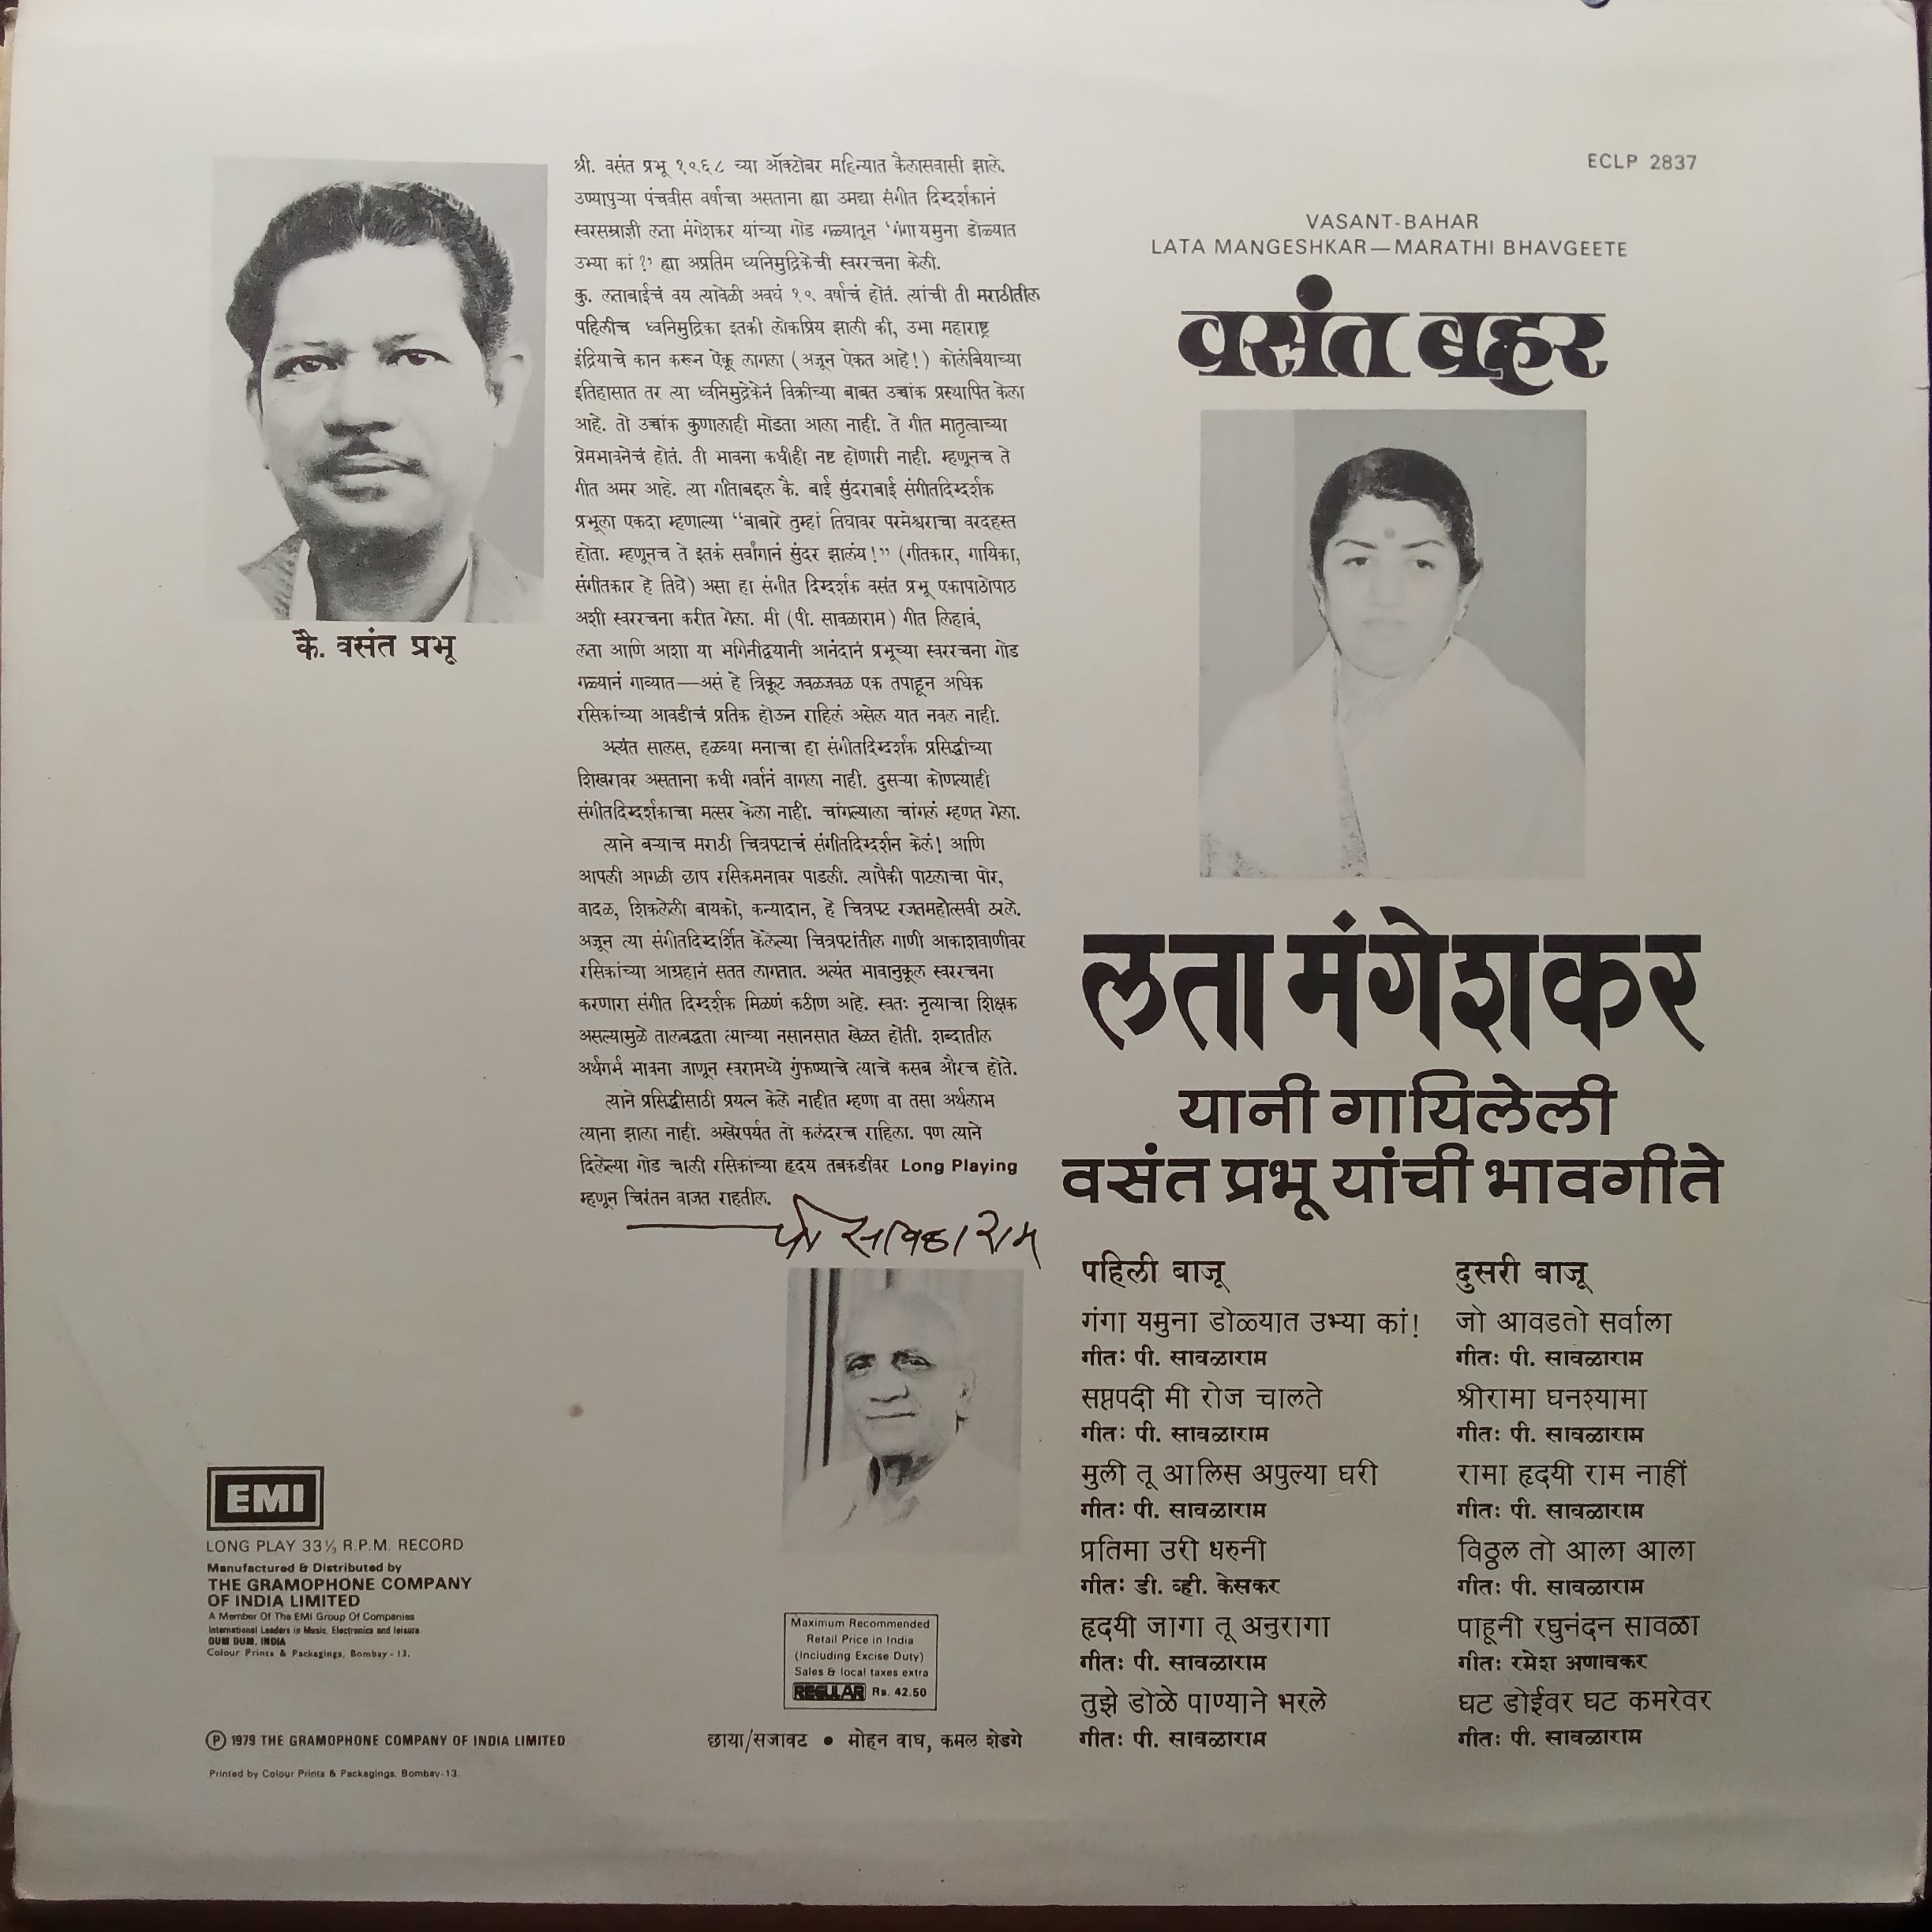 श्री. वसंत प्रभू १९६८ च्या ऑक्टोबर महिन्यात कैलासवासी झाले.
उण्यापुऱ्या पंचवीस वर्षाचा असताना ह्या उमद्या संगीत दिग्दर्शकानं
स्वरसम्राज्ञी लता मंगेशकर यांच्या गोड गळ्यातून ‘गंगा यमुना डोळ्यात
उभ्या कां ?’ ह्या अप्रतिम ध्यनिमुद्रिकेची स्वररचना केली.
कु. लताबाईचं वय त्यावेळी अवघं १९ वर्षाचं होतं. त्यांची ती मराठीतील
पहिलीच ध्वनिमुद्रिका इतकी लोकप्रिय झाली की, उभा महाराष्ट्र
इंद्रियाचे कान करून ऐकू लागला (अजून ऐकत आहे!) कोलंबियाच्या
इतिहासात तर त्या ध्वनिमुद्रेकेनं विक्रीच्या बाबत उच्चांक प्रस्थापित केला
आहे. तो उच्चांक कुणालाही मोडता आला नाही. ते गीत मातृत्वाच्या
प्रेमभावनेचं होतं. ती भावना कधीही नष्ट होणारी नाही. म्हणूनच ते
गीत अमर आहे. त्या गीताबद्दल कै. बाई सुंदराबाई संगीतदिग्दर्शक
प्रभूला एकदा म्हणाल्या “बाबारे तुम्हां तिघावर परमेश्वराचा वरदहस्त
होता. म्हणूनच ते इतकं सर्वांगानं सुंदर झालंय!” (गीतकार, गायिका,
संगीतकार हे तिघे) असा हा संगीत दिग्दर्शक वसंत प्रभू एकापाठोपाठ
अशी स्वररचना करीत गेला. मी (पी. सावळाराम) गीत लिहावं,
लता आणि आशा या भगिनीद्वयानी आनंदानं प्रभूच्या स्वररचना गोड
गळ्यानं गाव्यात—असं हे त्रिकूट जवळजवळ एक तपाहून अधिक
रसिकांच्या आवडीचं प्रतिक होऊन राहिलं असेल यात नवल नाही.
अत्यंत सालस, हळव्या मनाचा हा संगीतदिग्दर्शक प्रसिद्धीच्या
शिखरावर असताना कधी गर्वानं वागला नाही. दुसऱ्या कोणत्याही
संगीतदिग्दर्शकाचा मत्सर केला नाही. चांगल्याला चांगलं म्हणत गेला.
त्याने बऱ्याच मराठी चित्रपटाचं संगीतदिग्दर्शन केलं! आणि
आपली आगळी छाप रसिकमनावर पाडली. त्यापैकी पाटलाचा पोर,
वादळ, शिकलेली बायको, कन्यादान, हे चित्रपट रजतमहोत्सवी ठरले.
अजून त्या संगीतदिग्दर्शित केलेल्या चित्रपटांतील गाणी आकाशवाणीवर
रसिकांच्या आग्रहानं सतत लागतात. अत्यंत भावानुकूल स्वररचना
करणारा संगीत दिग्दर्शक मिळणं कठीण आहे. स्वतः नृत्याचा शिक्षक
असल्यामुळे तालबद्धता त्याच्या नसानसात खेळत होती. शब्दातील
अर्थगर्भ भावना जाणून स्वरामध्ये गुंफण्याचे त्याचे कसब औरच होते.
त्याने प्रसिद्धीसाठी प्रयत्न केले नाहीत म्हणा वा तसा अर्थलाभ
त्याना झाला नाही. अखेरपर्यंत तो कलंदरच राहिला. पण त्याने
दिलेल्या गोड चाली रसिकांच्या हृदय तबकडीवर Long Playing
म्हणून चिरंतन वाजत राहतील.
पी सावळाराम
कै. वसंत प्रभू
ECLP 2837
VASANT-BAHAR
LATA MANGESHKAR—MARATHI BHAVGEETE
वसंत बहार
लता मंगेशकर
यानी गायिलेली
वसंत प्रभू यांची भावगीते
पहिली बाजू
गंगा यमुना डोळ्यात उभ्या कां!
गीतः पी. सावळाराम
सप्तपदी मी रोज चालते
गीतः पी. सावळाराम
मुली तू आलिस अपुल्या घरी
गीतः पी. सावळाराम
प्रतिमा उरी धरुनी
गीतः डी. व्ही. केसकर
हृदयी जागा तू अनुरागा
गीतः पी. सावळाराम
तुझे डोळे पाण्याने भरले
गीतः पी. सावळाराम
दुसरी बाजू
जो आवडतो सर्वाला
गीतः पी. सावळाराम
श्रीरामा घनश्यामा
गीतः पी. सावळाराम
रामा हृदयी राम नाहीं
गीतः पी. सावळाराम
विठ्ठल तो आला आला
गीतः पी. सावळाराम
पाहूनी रघुनंदन सावळा
गीतः रमेश अणावकर
घट डोईवर घट कमरेवर
गीतः पी. सावळाराम
EMI
LONG PLAY 33⅓ R.P.M. RECORD
Manufactured & Distributed by
THE GRAMOPHONE COMPANY
OF INDIA LIMITED
A Member Of The EMI Group Of Companies
International Leaders in Music, Electronics and leisure
DUM DUM, INDIA
Colour Prints & Packagings, Bombay - 13.
Maximum Recommended
Retail Price in India
(Including Excise Duty)
Sales & local taxes extra
REGULAR Rs. 42.50
Ⓟ 1979 THE GRAMOPHONE COMPANY OF INDIA LIMITED
छाया/सजावट • मोहन वाघ, कमल शेडगे
Printed by Colour Prints & Packagings. Bombay-13.